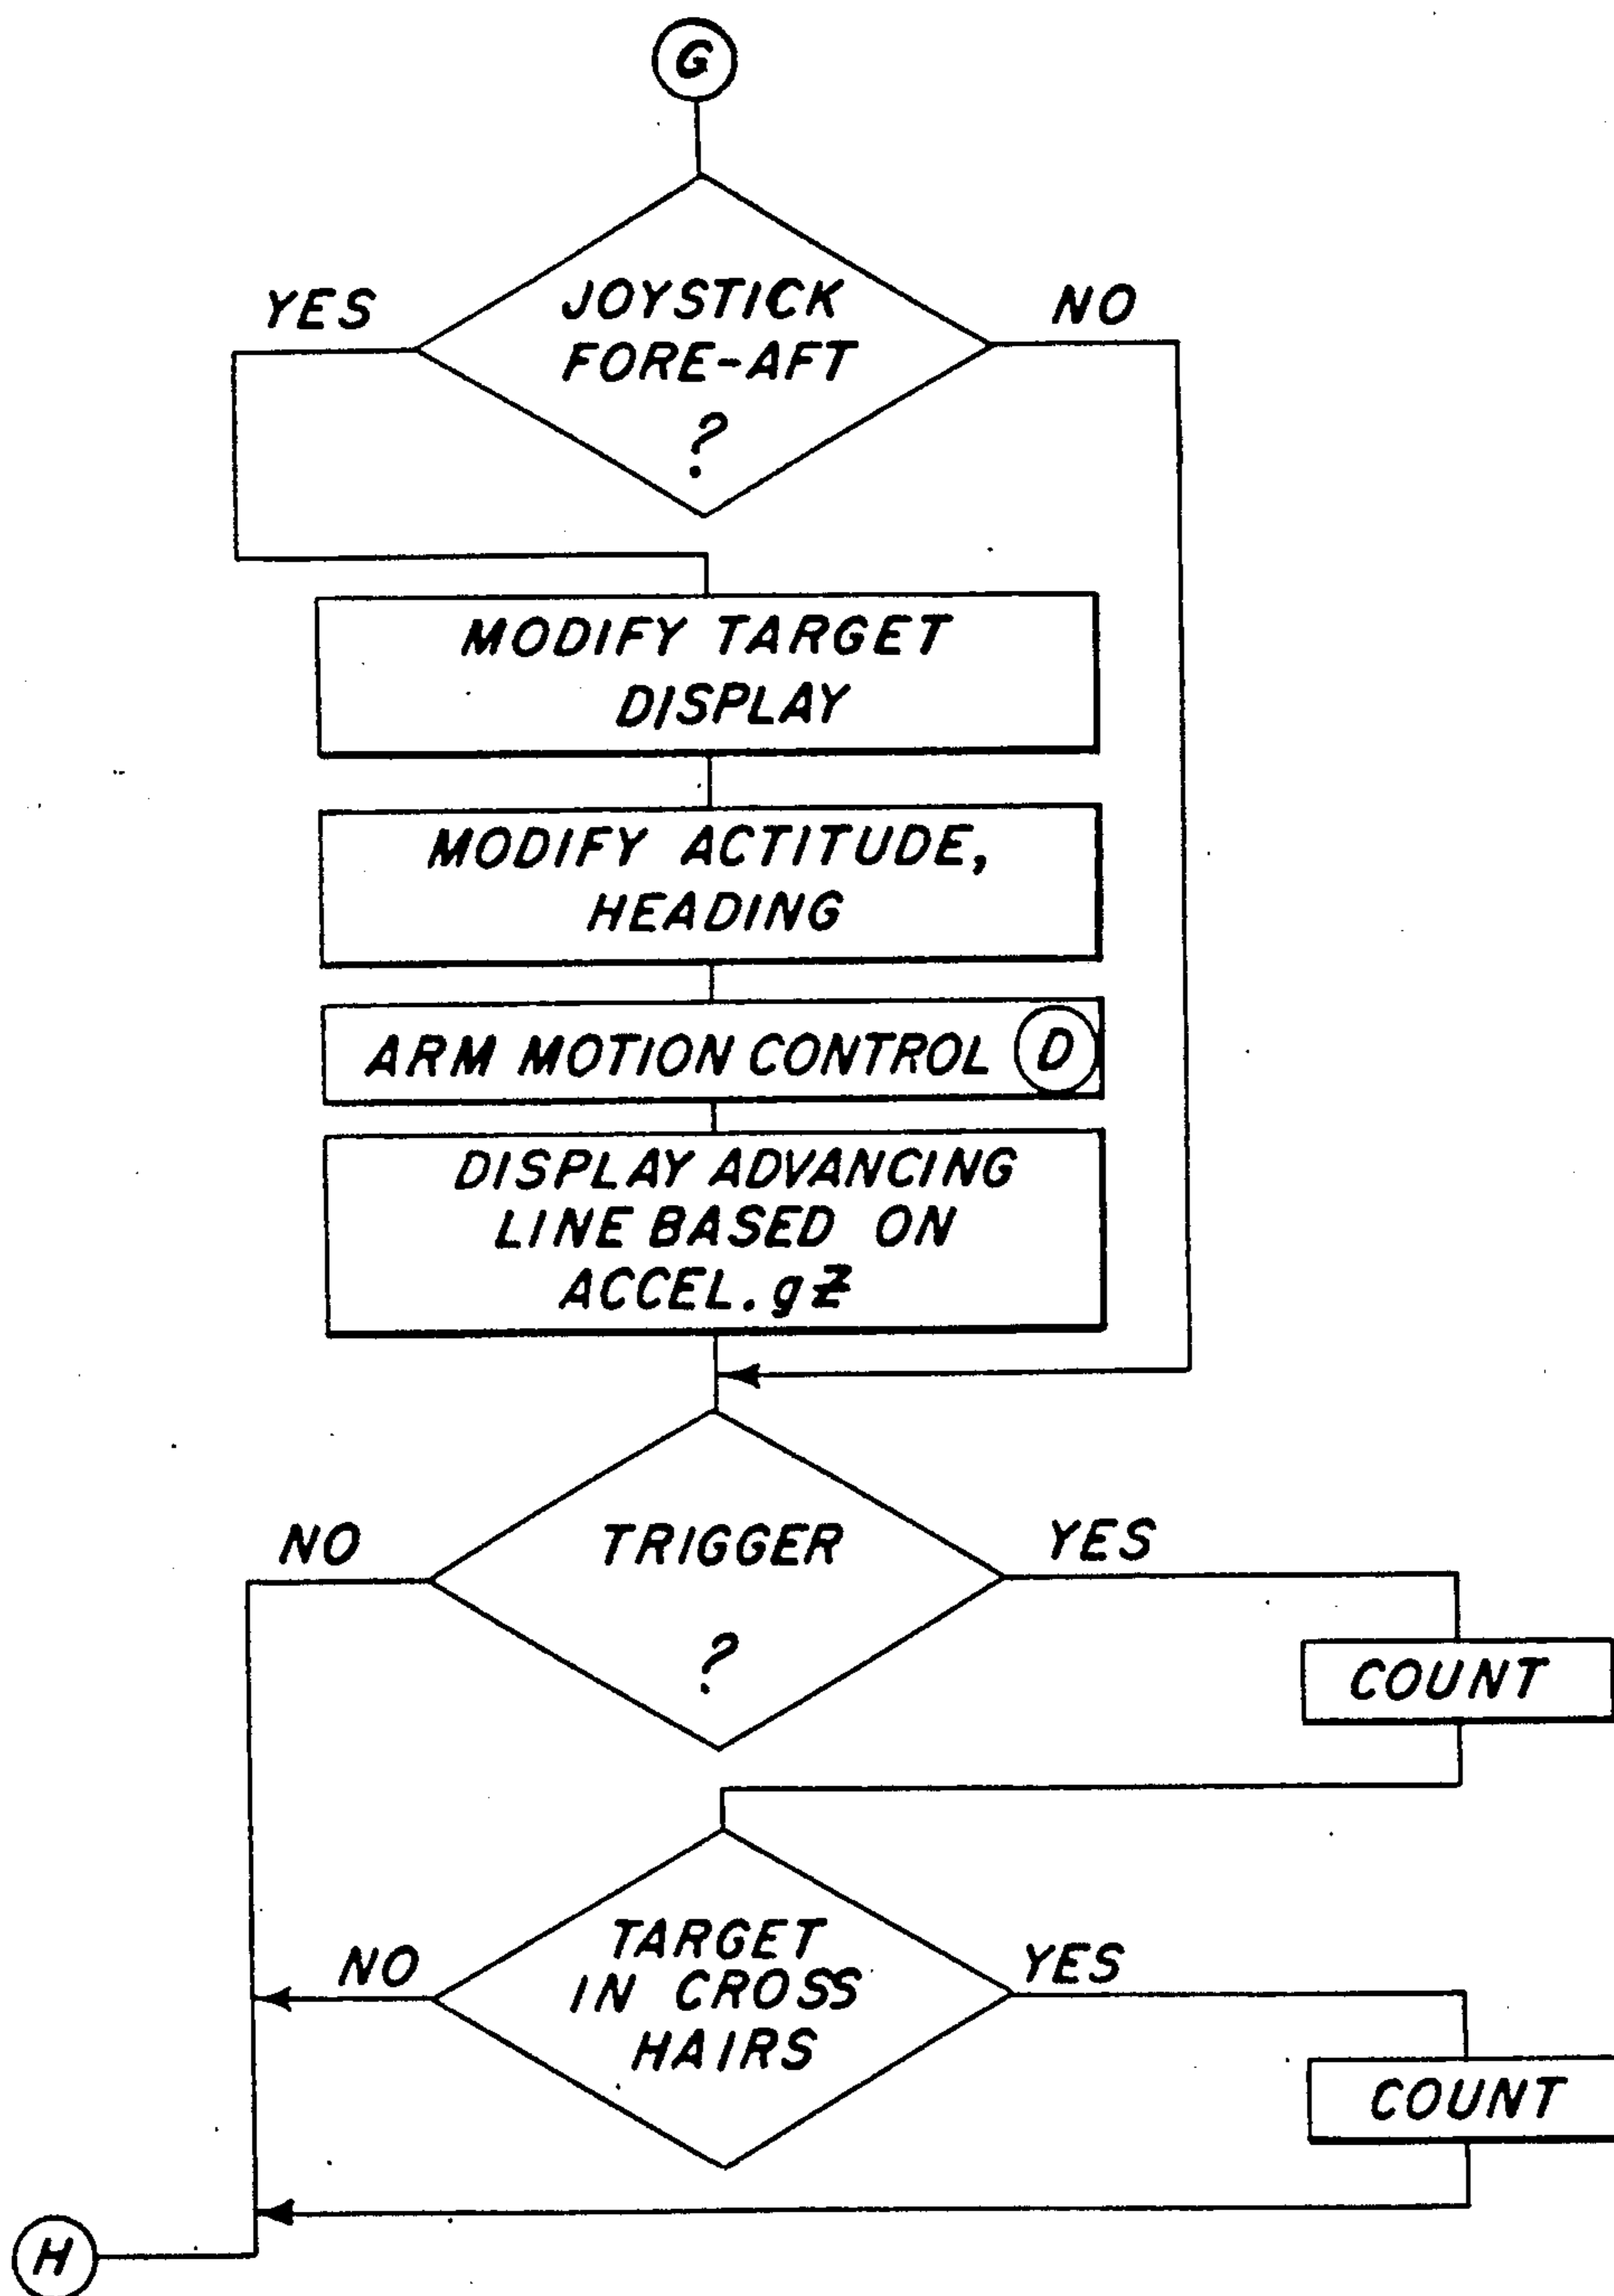 G
JOYSTICK
FORE-AFT
?
YES
NO
MODIFY TARGET
DISPLAY
MODIFY ACTITUDE,
HEADING
ARM MOTION CONTROL D
DISPLAY ADVANCING
LINE BASED ON
ACCEL. gZ
TRIGGER
?
NO
YES
COUNT
TARGET
IN CROSS
HAIRS
NO
YES
COUNT
H